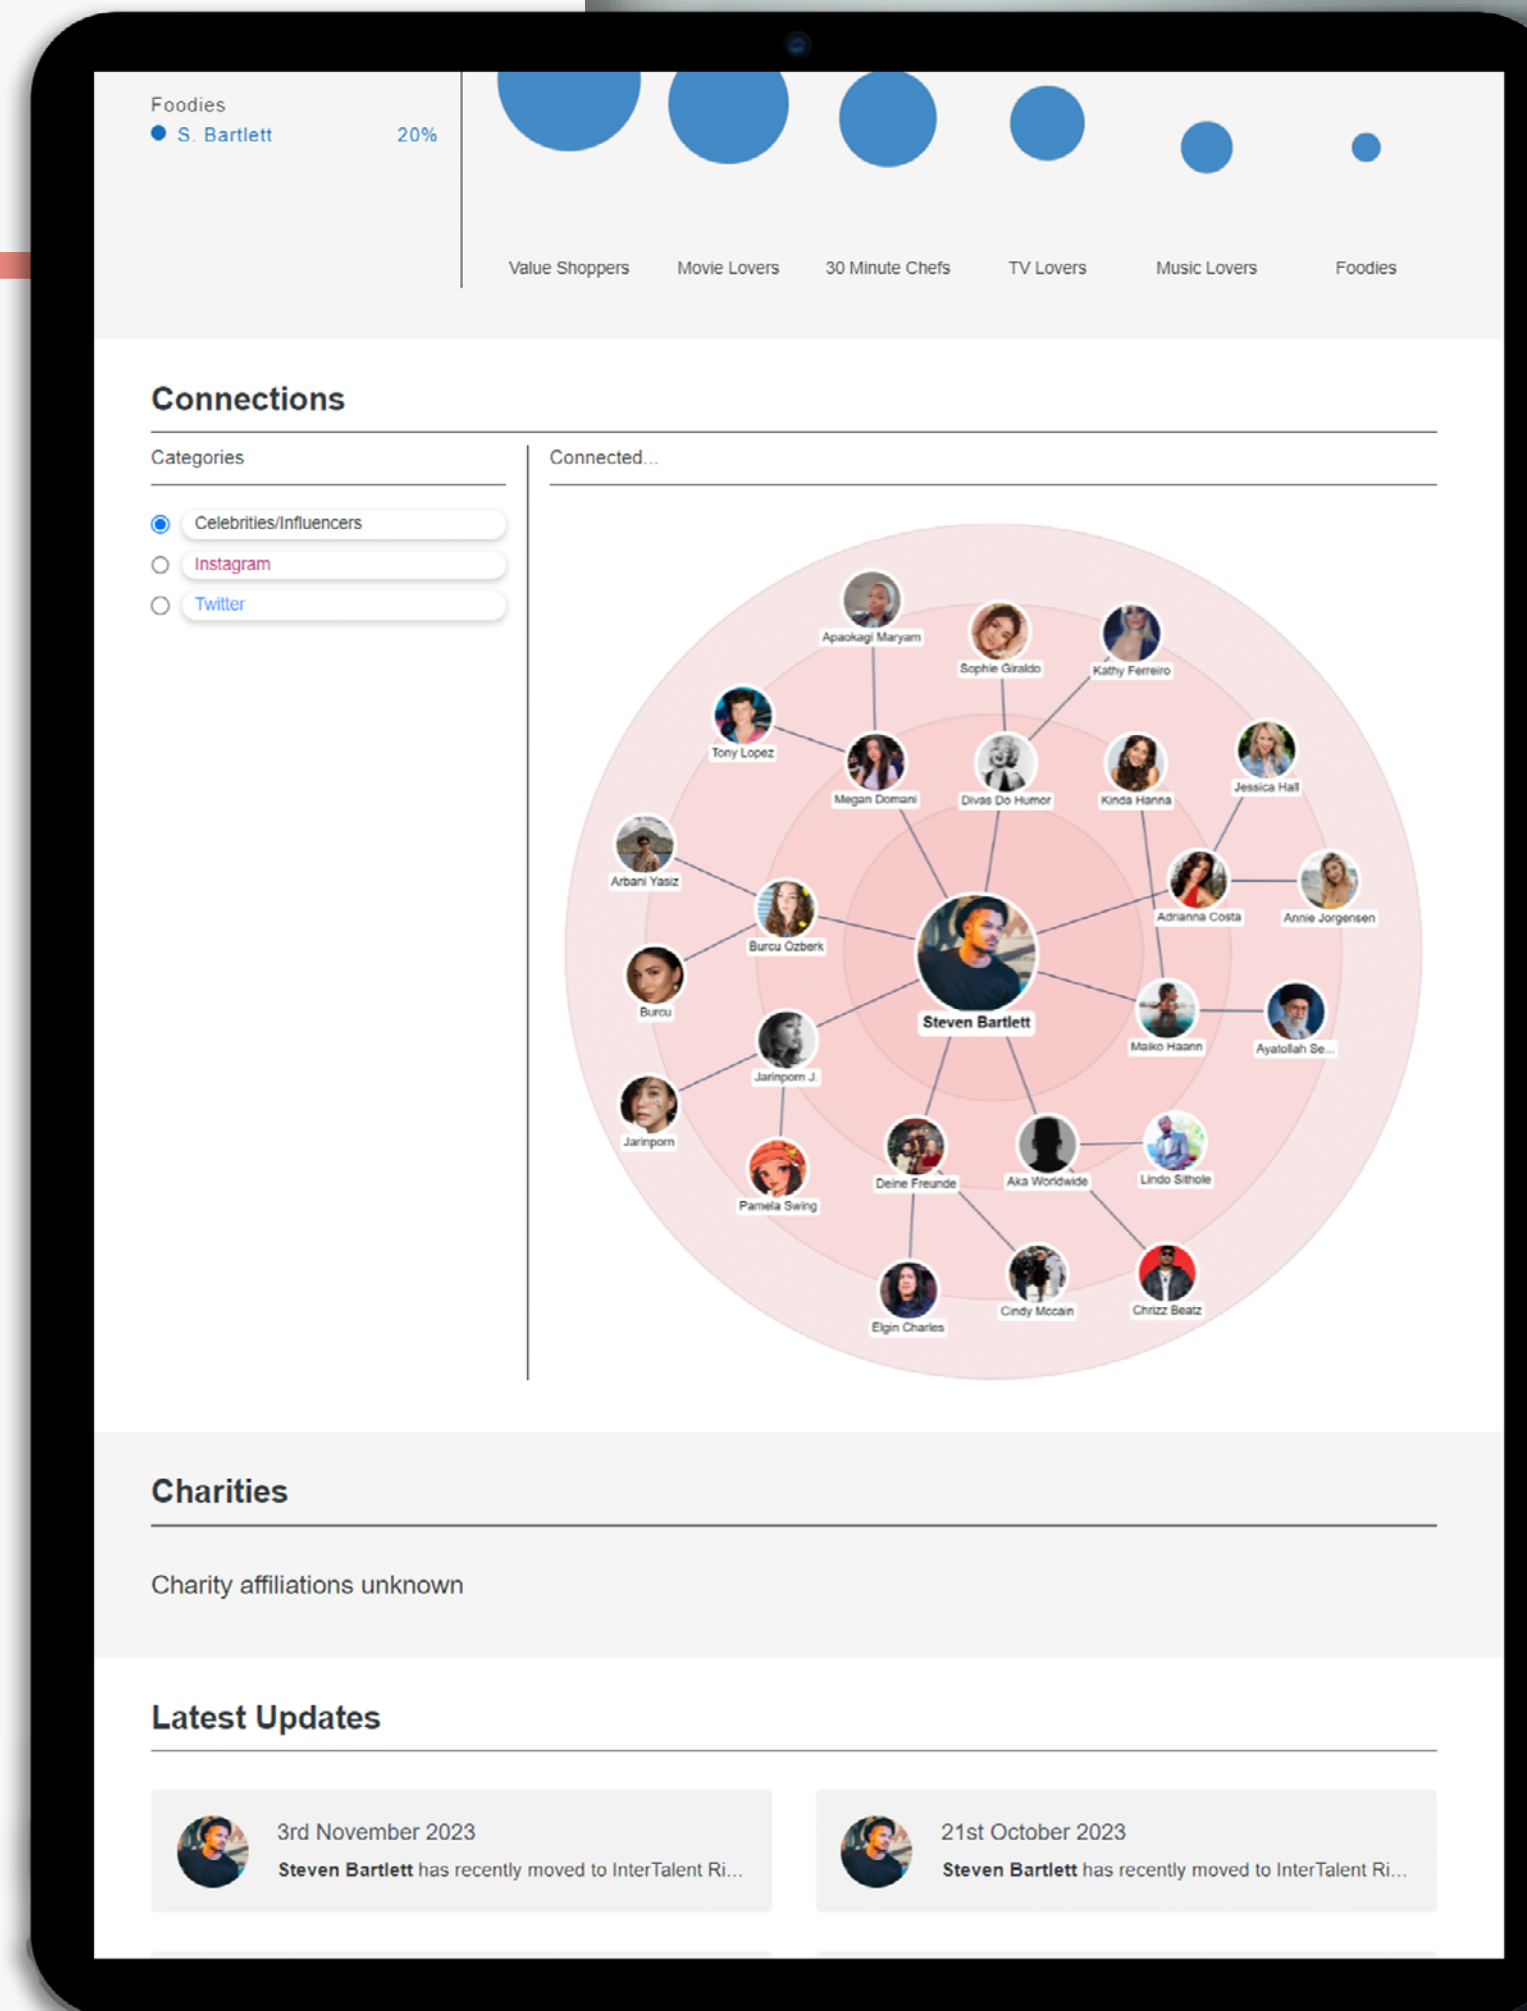 Foodies
S. Bartlett 20%
Value Shoppers Movie Lovers 30 Minute Chefs TV Lovers Music Lovers Foodies
Connections
Categories
Connected...
Celebrities/Influencers
Instagram
Twitter
Apaokagi Maryam
Sophie Giraldo
Kathy Ferreiro
Tony Lopez
Jessica Hall
Megan Domani
Divas Do Humor
Kinda Hanna
Arbani Yasiz
Adrianna Costa
Annie Jorgensen
Burcu Ozberk
Burcu
Steven Bartlett
Maiko Haann
Ayatollah Se...
Jarinporn J.
Jarinporn
Deine Freunde
Aka Worldwide
Lindo Sithole
Pamela Swing
Elgin Charles
Cindy Mccain
Chrizz Beatz
Charities
Charity affiliations unknown
Latest Updates
3rd November 2023
Steven Bartlett has recently moved to InterTalent Ri...
21st October 2023
Steven Bartlett has recently moved to InterTalent Ri...